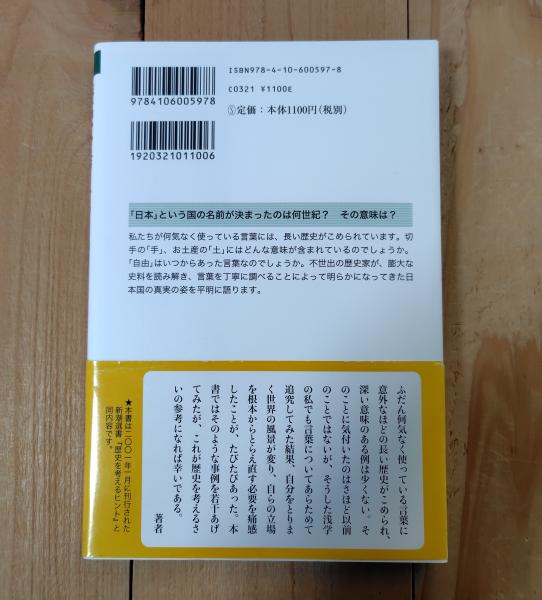 ISBN978-4-10-600597-8
C0321 ¥1100E
Ⓢ定価：本体1100円(税別)
9784106005978
1920321011006
「日本」という国の名前が決まったのは何世紀？　その意味は？
私たちが何気なく使っている言葉には、長い歴史がこめられています。切
手の「手」、お土産の「土」にはどんな意味が含まれているのでしょうか。
「自由」はいつからあった言葉なのでしょうか。不世出の歴史家が、膨大な
史料を読み解き、言葉を丁寧に調べることによって明らかになってきた日
本国の真実の姿を平明に語ります。
ふだん何気なく使っている言葉に
意外なほどの長い歴史がこめられ、
深い意味のある例は少くない。そ
のことに気付いたのはさほど以前
のことではないが、そうした浅学
の私でも言葉についてあらためて
追究してみた結果、自分をとりま
く世界の風景が変り、自らの立場
を根本からとらえ直す必要を痛感
したことが、たびたびあった。本
書ではそのような事例を若干あげ
てみたが、これが歴史を考えるさ
いの参考になれば幸いである。
著者
★本書は二〇〇一年一月に刊行された
新潮選書『歴史を考えるヒント』と
同内容です。